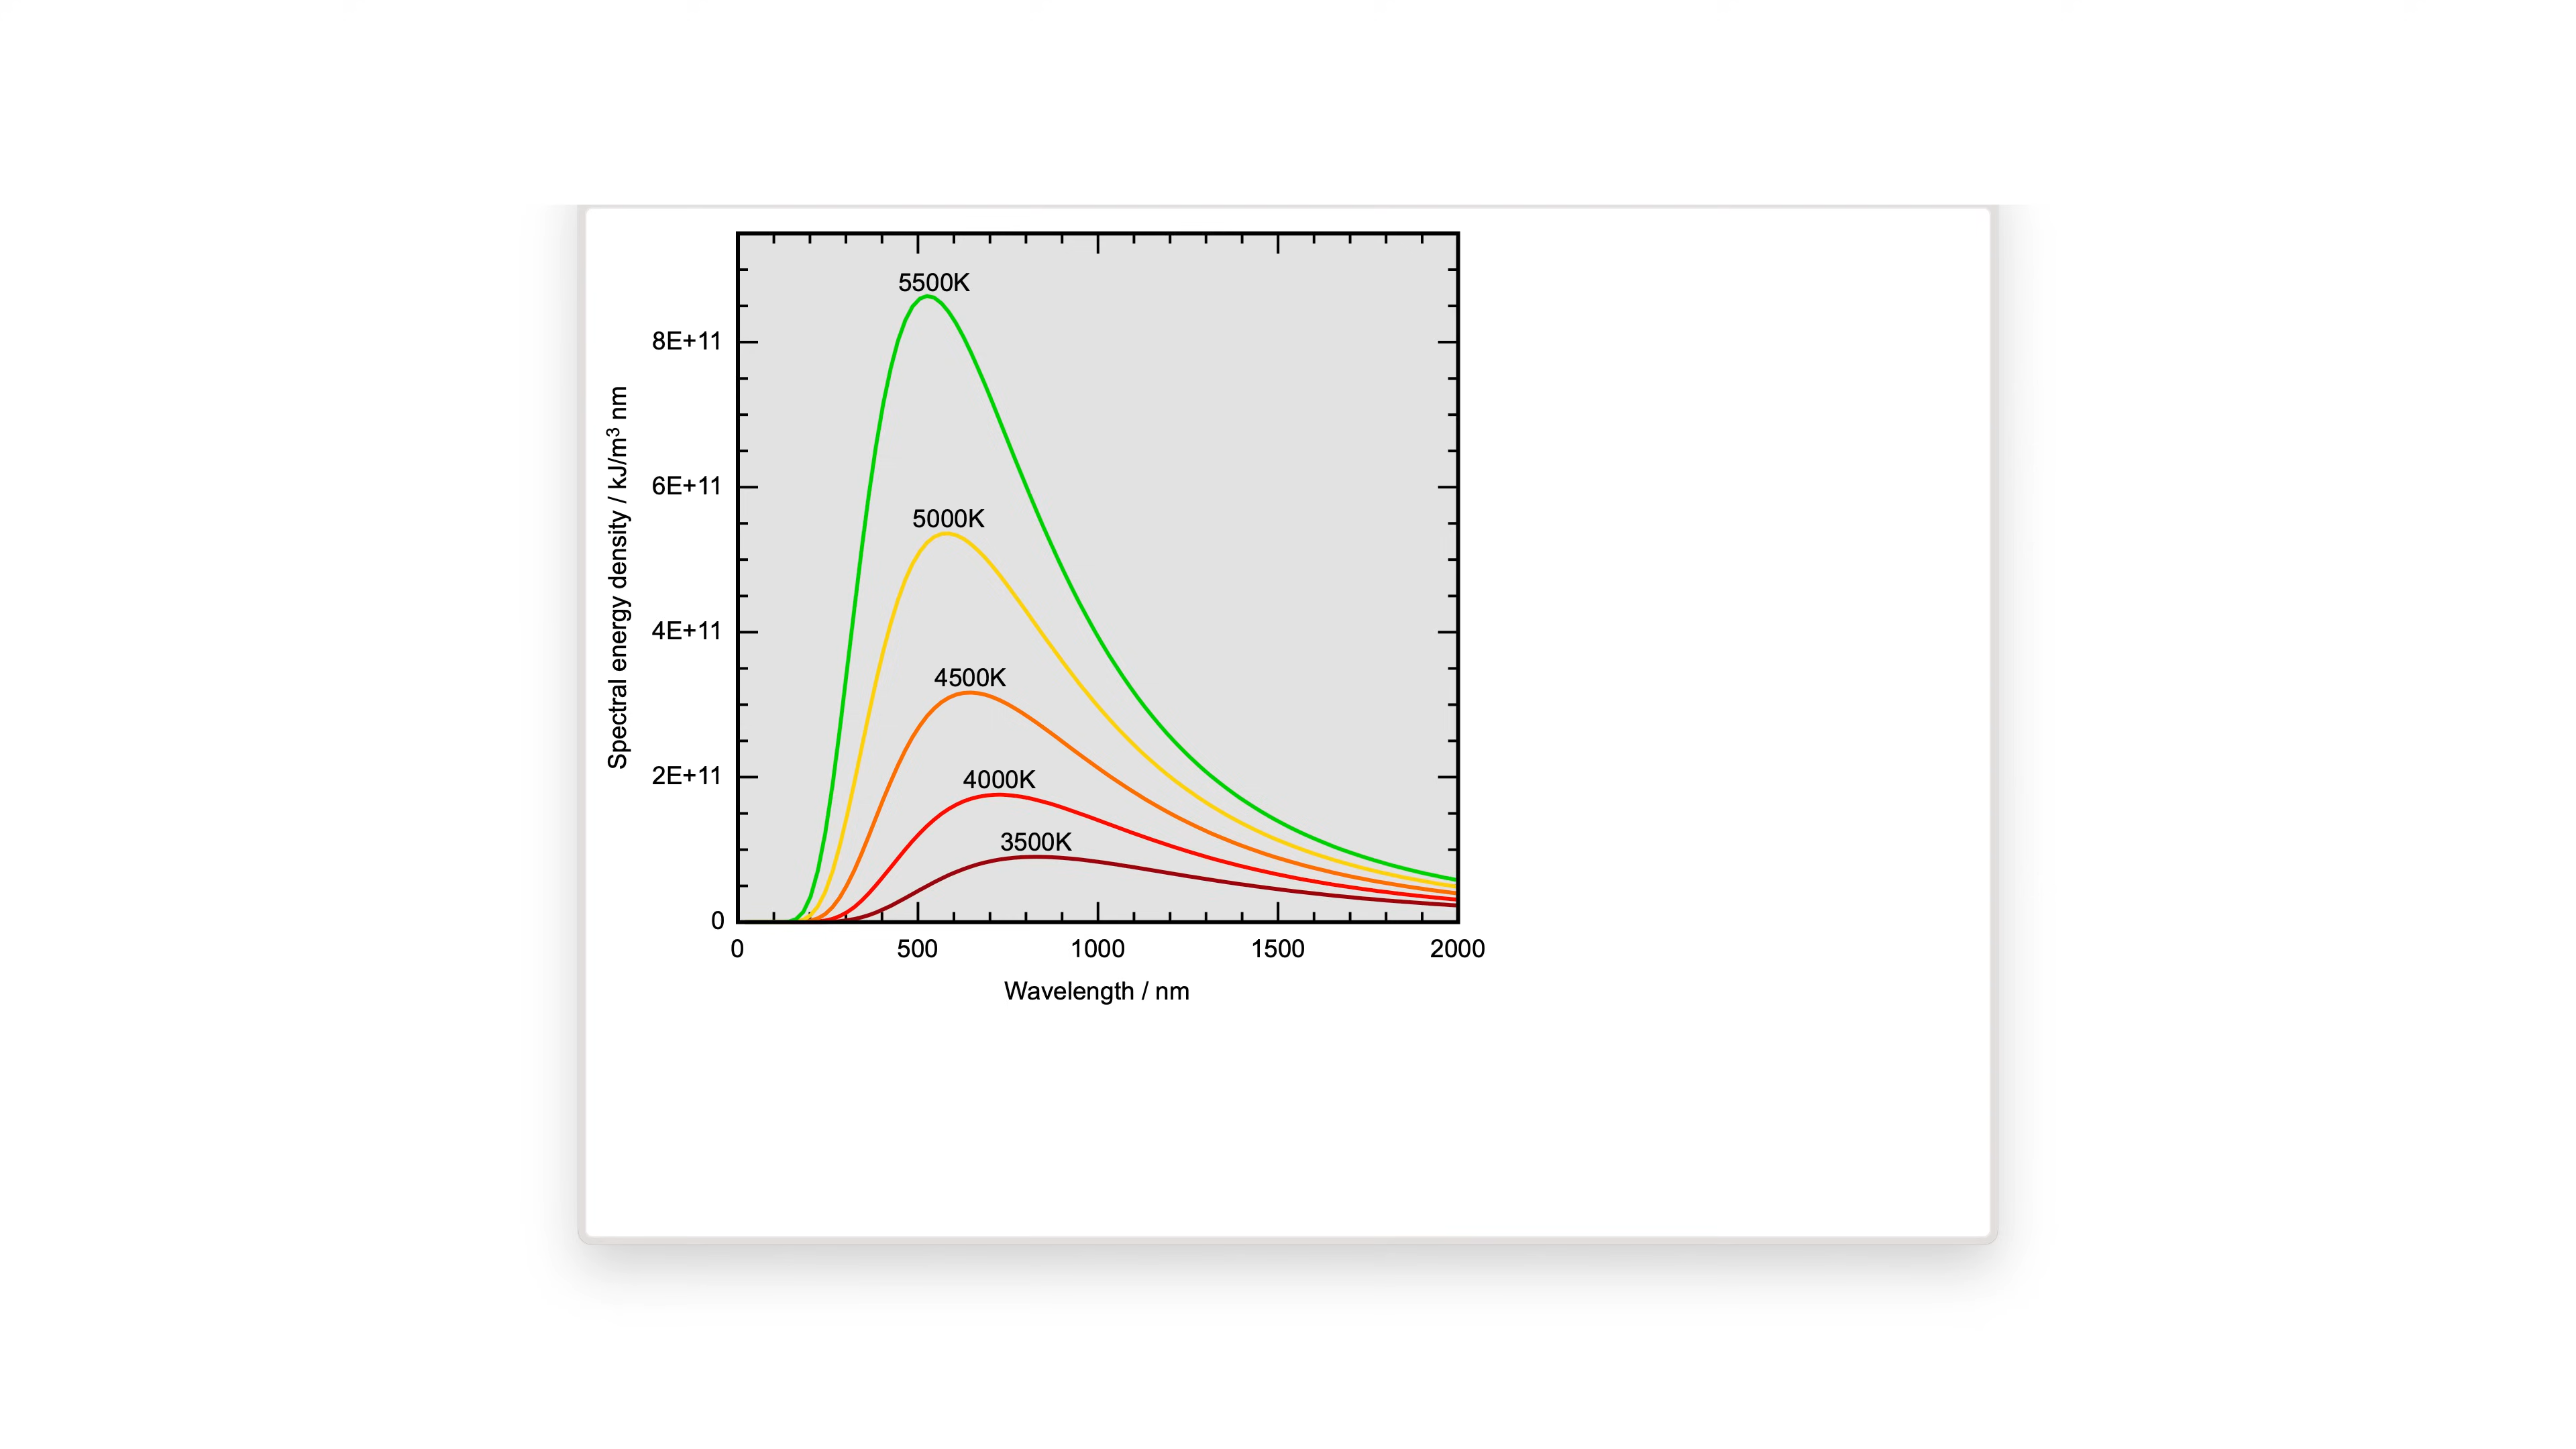 5500K
8E+11
6E+11
5000K
4E+11
4500K
2E+11
4000K
3500K
0
0 500 1000 1500 2000
Wavelength / nm
Spectral energy density / kJ/m³ nm